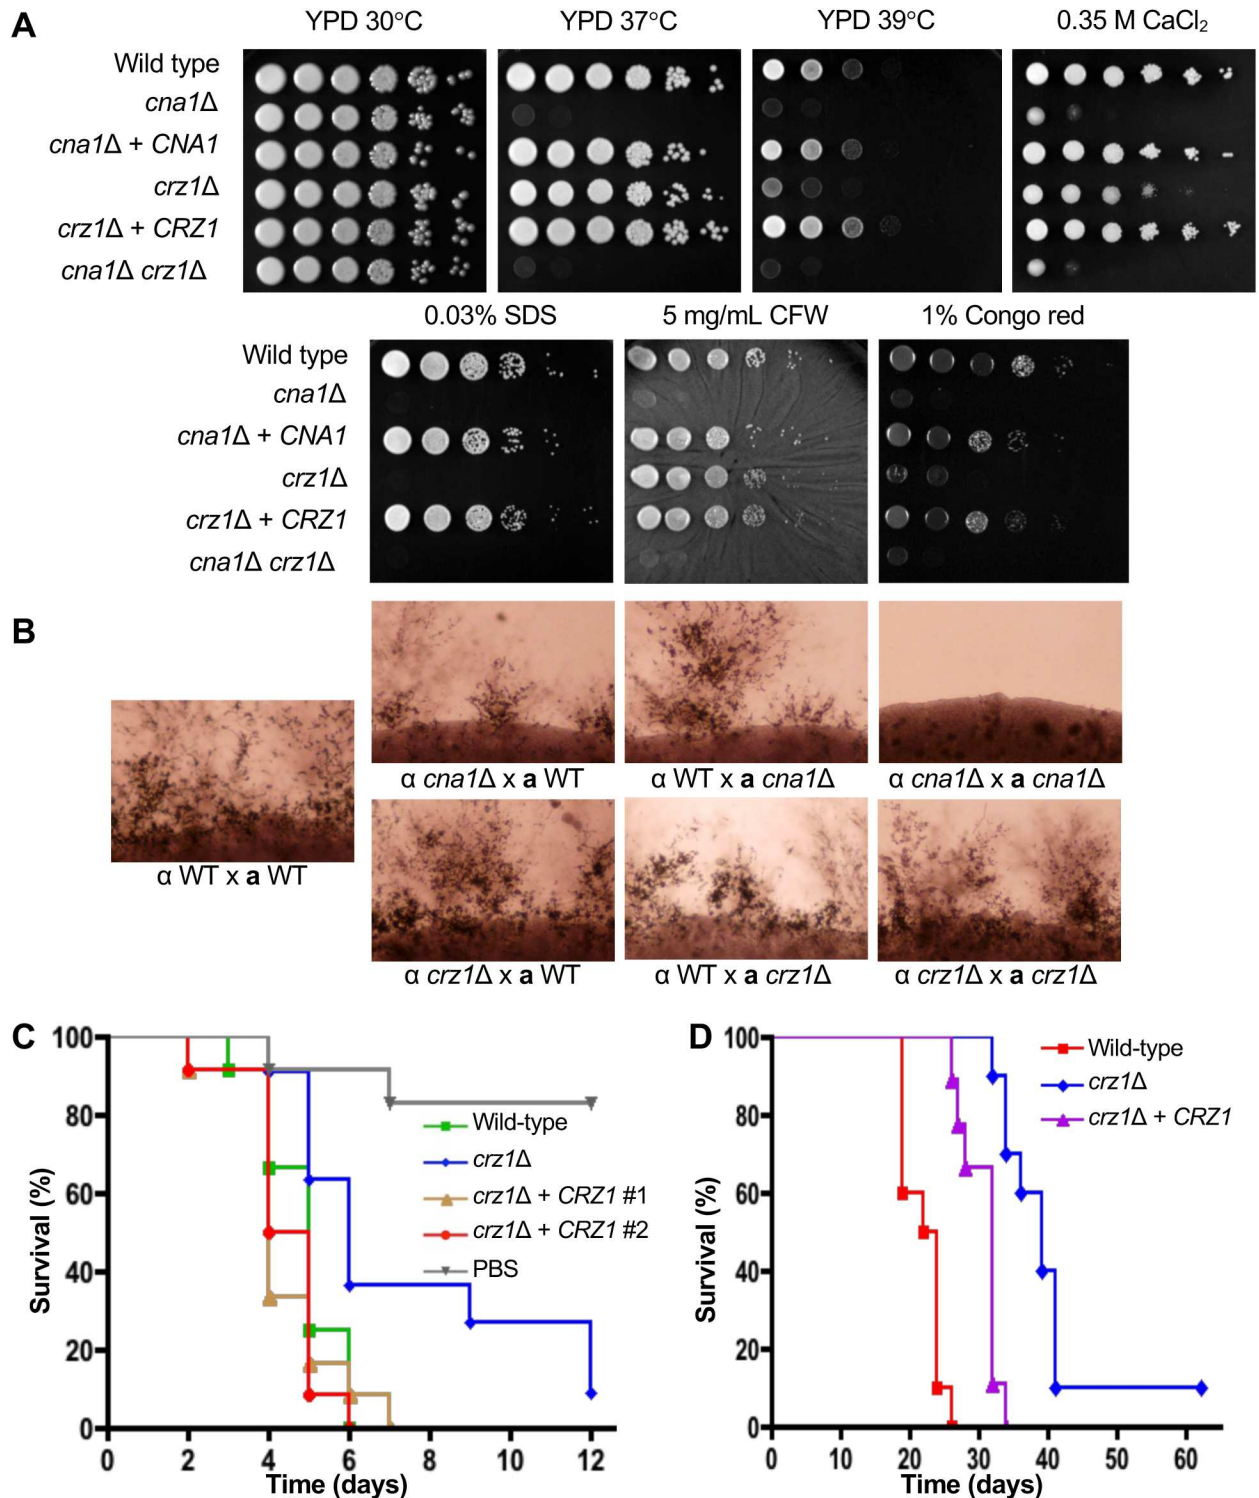 A
YPD 30°C YPD 37°C YPD 39°C 0.35 M CaCl₂
Wild type
cna1Δ
cna1Δ + CNA1
crz1Δ
crz1Δ + CRZ1
cna1Δ crz1Δ
0.03% SDS 5 mg/mL CFW 1% Congo red
Wild type
cna1Δ
cna1Δ + CNA1
crz1Δ
crz1Δ + CRZ1
cna1Δ crz1Δ
B
α WT x a WT
α cna1Δ x a WT α WT x a cna1Δ α cna1Δ x a cna1Δ
α crz1Δ x a WT α WT x a crz1Δ α crz1Δ x a crz1Δ
C
Survival (%)
100
80
60
40
20
0
0 2 4 6 8 10 12
Time (days)
Wild-type
crz1Δ
crz1Δ + CRZ1 #1
crz1Δ + CRZ1 #2
PBS
D
Survival (%)
100
80
60
40
20
0
0 10 20 30 40 50 60
Time (days)
Wild-type
crz1Δ
crz1Δ + CRZ1